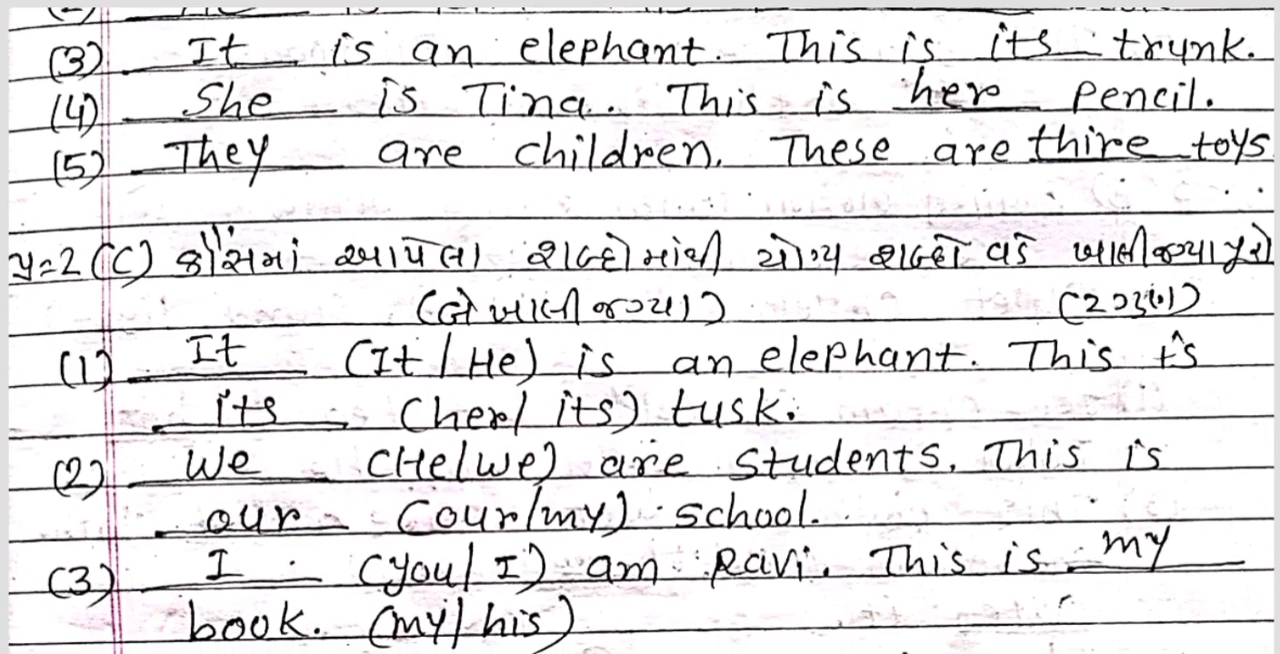 (3) It is an elephant. This is its trunk.
(4) She is Tina. This is her pencil.
(5) They are children. These are thire toys
પ્ર-2 (C) કૌંસમાં આપેલા શબ્દોમાંથી યોગ્ય શબ્દો વડે ખાલી જગ્યા પૂરો
(બે ખાલી જગ્યા) (2 ગુણ)
(1) It (It / He) is an elephant. This is
its (her/ its) tusk.
(2) We (He/we) are students. This is
our (our/my) school.
(3) I (you/ I) am Ravi. This is my
book. (my/ his)